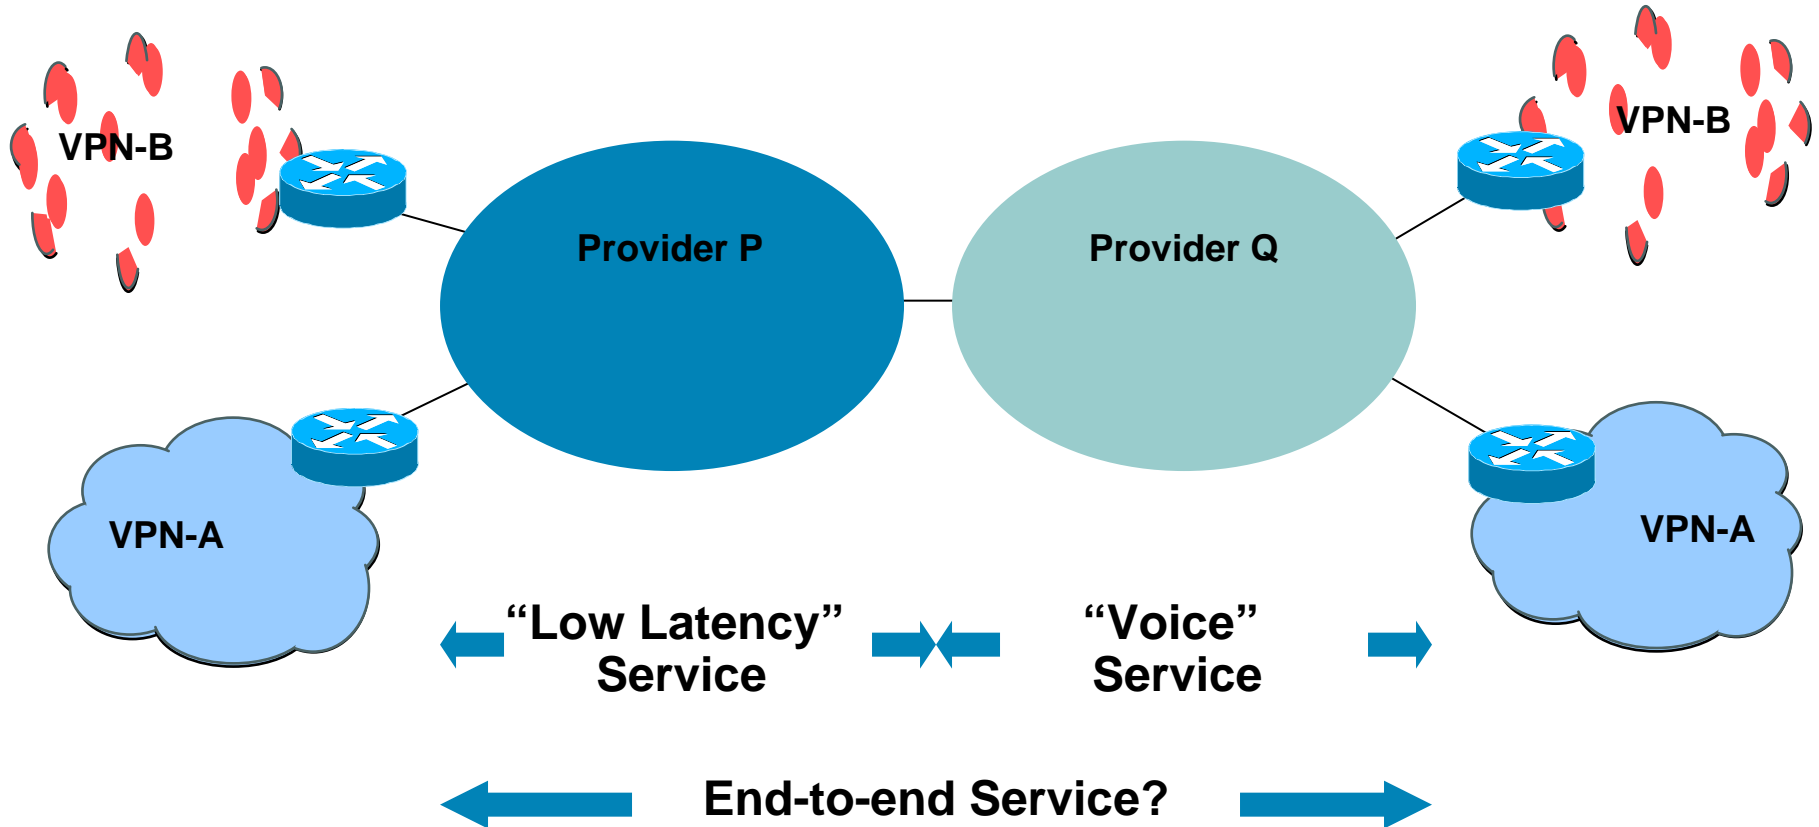 VPN-B
VPN-B
Provider P
Provider Q
VPN-A
VPN-A
“Low Latency”
Service
“Voice”
Service
End-to-end Service?